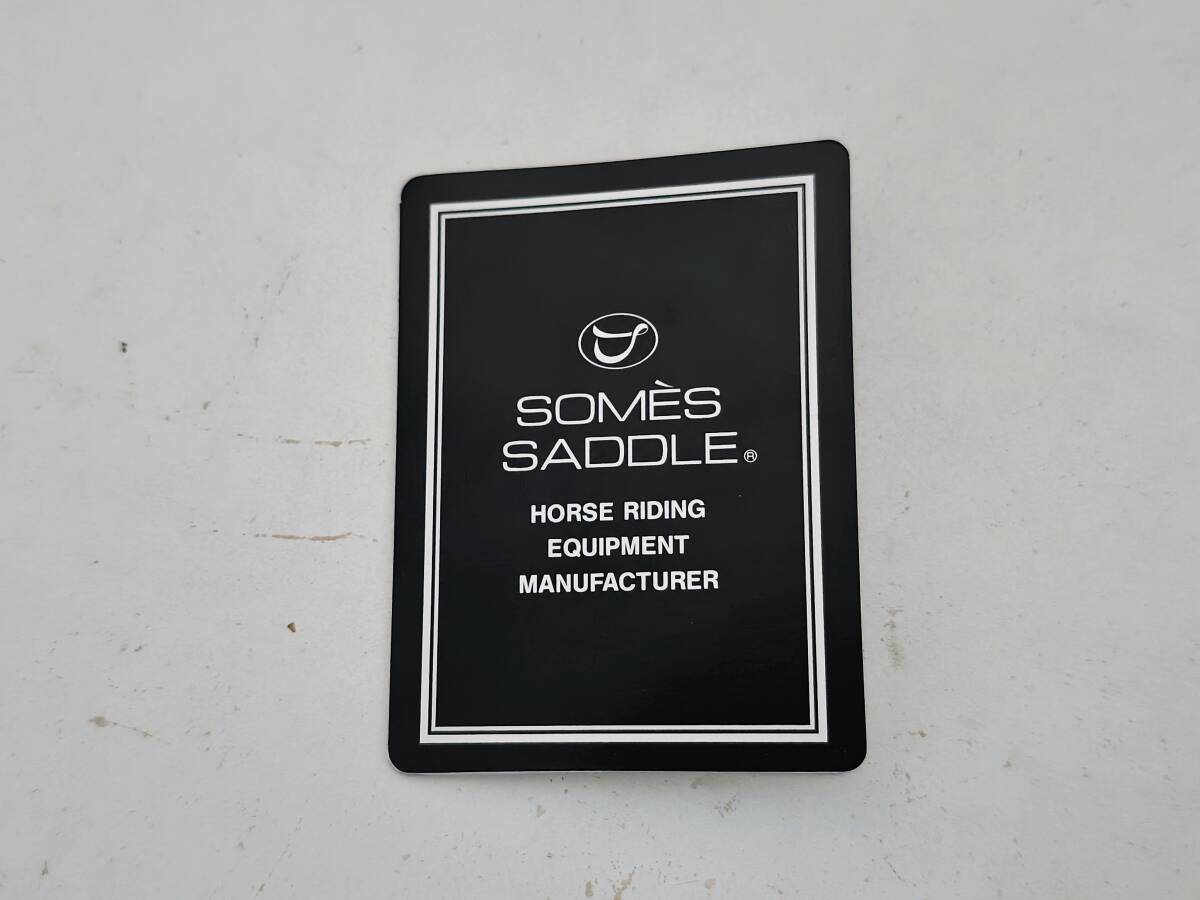 SOMÈS
SADDLE®
HORSE RIDING
EQUIPMENT
MANUFACTURER